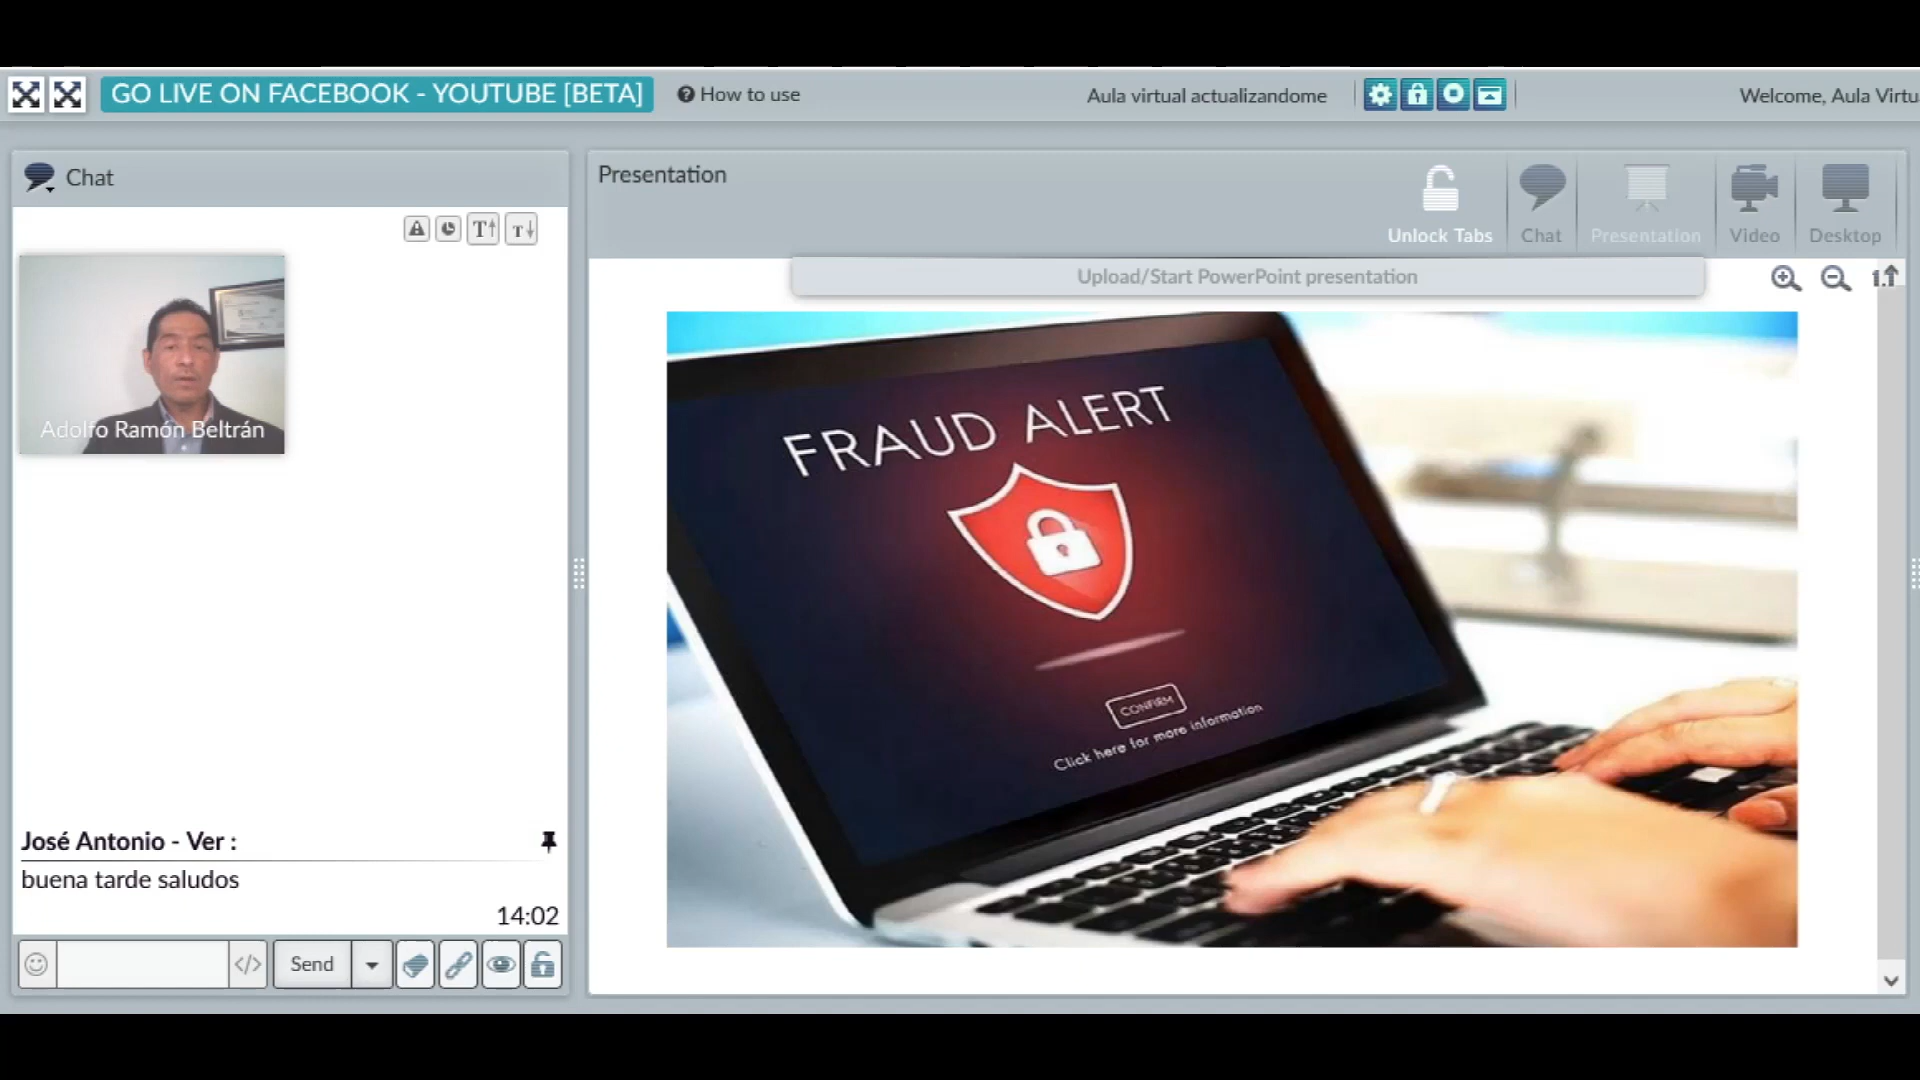 GO LIVE ON FACEBOOK - YOUTUBE [BETA]
How to use
Aula virtual actualizandome
Welcome, Aula Virtu
Chat
Presentation
Unlock Tabs
Chat
Presentation
Video
Desktop
Upload/Start PowerPoint presentation
1.
T
T
Adolfo Ramón Beltrán
FRAUD ALERT
CONFIRM
Click here for more information
José Antonio - Ver :
buena tarde saludos
14:02
</>
Send